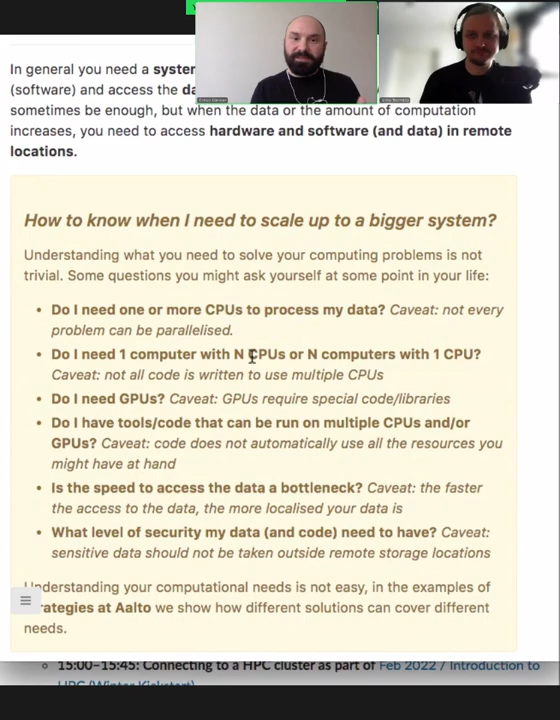 In general you need a system
(software) and access the da
sometimes be enough, but when the data or the amount of computation
increases, you need to access hardware and software (and data) in remote
locations.
How to know when I need to scale up to a bigger system?
Understanding what you need to solve your computing problems is not
trivial. Some questions you might ask yourself at some point in your life:
• Do I need one or more CPUs to process my data? Caveat: not every
problem can be parallelised.
• Do I need 1 computer with N CPUs or N computers with 1 CPU?
Caveat: not all code is written to use multiple CPUs
• Do I need GPUs? Caveat: GPUs require special code/libraries
• Do I have tools/code that can be run on multiple CPUs and/or
GPUs? Caveat: code does not automatically use all the resources you
might have at hand
• Is the speed to access the data a bottleneck? Caveat: the faster
the access to the data, the more localised your data is
• What level of security my data (and code) need to have? Caveat:
sensitive data should not be taken outside remote storage locations
Understanding your computational needs is not easy, in the examples of
rategies at Aalto we show how different solutions can cover different
needs.
15:00–15:45: Connecting to a HPC cluster as part of Feb 2022 / Introduction to
HPC (Winter Kickstart)